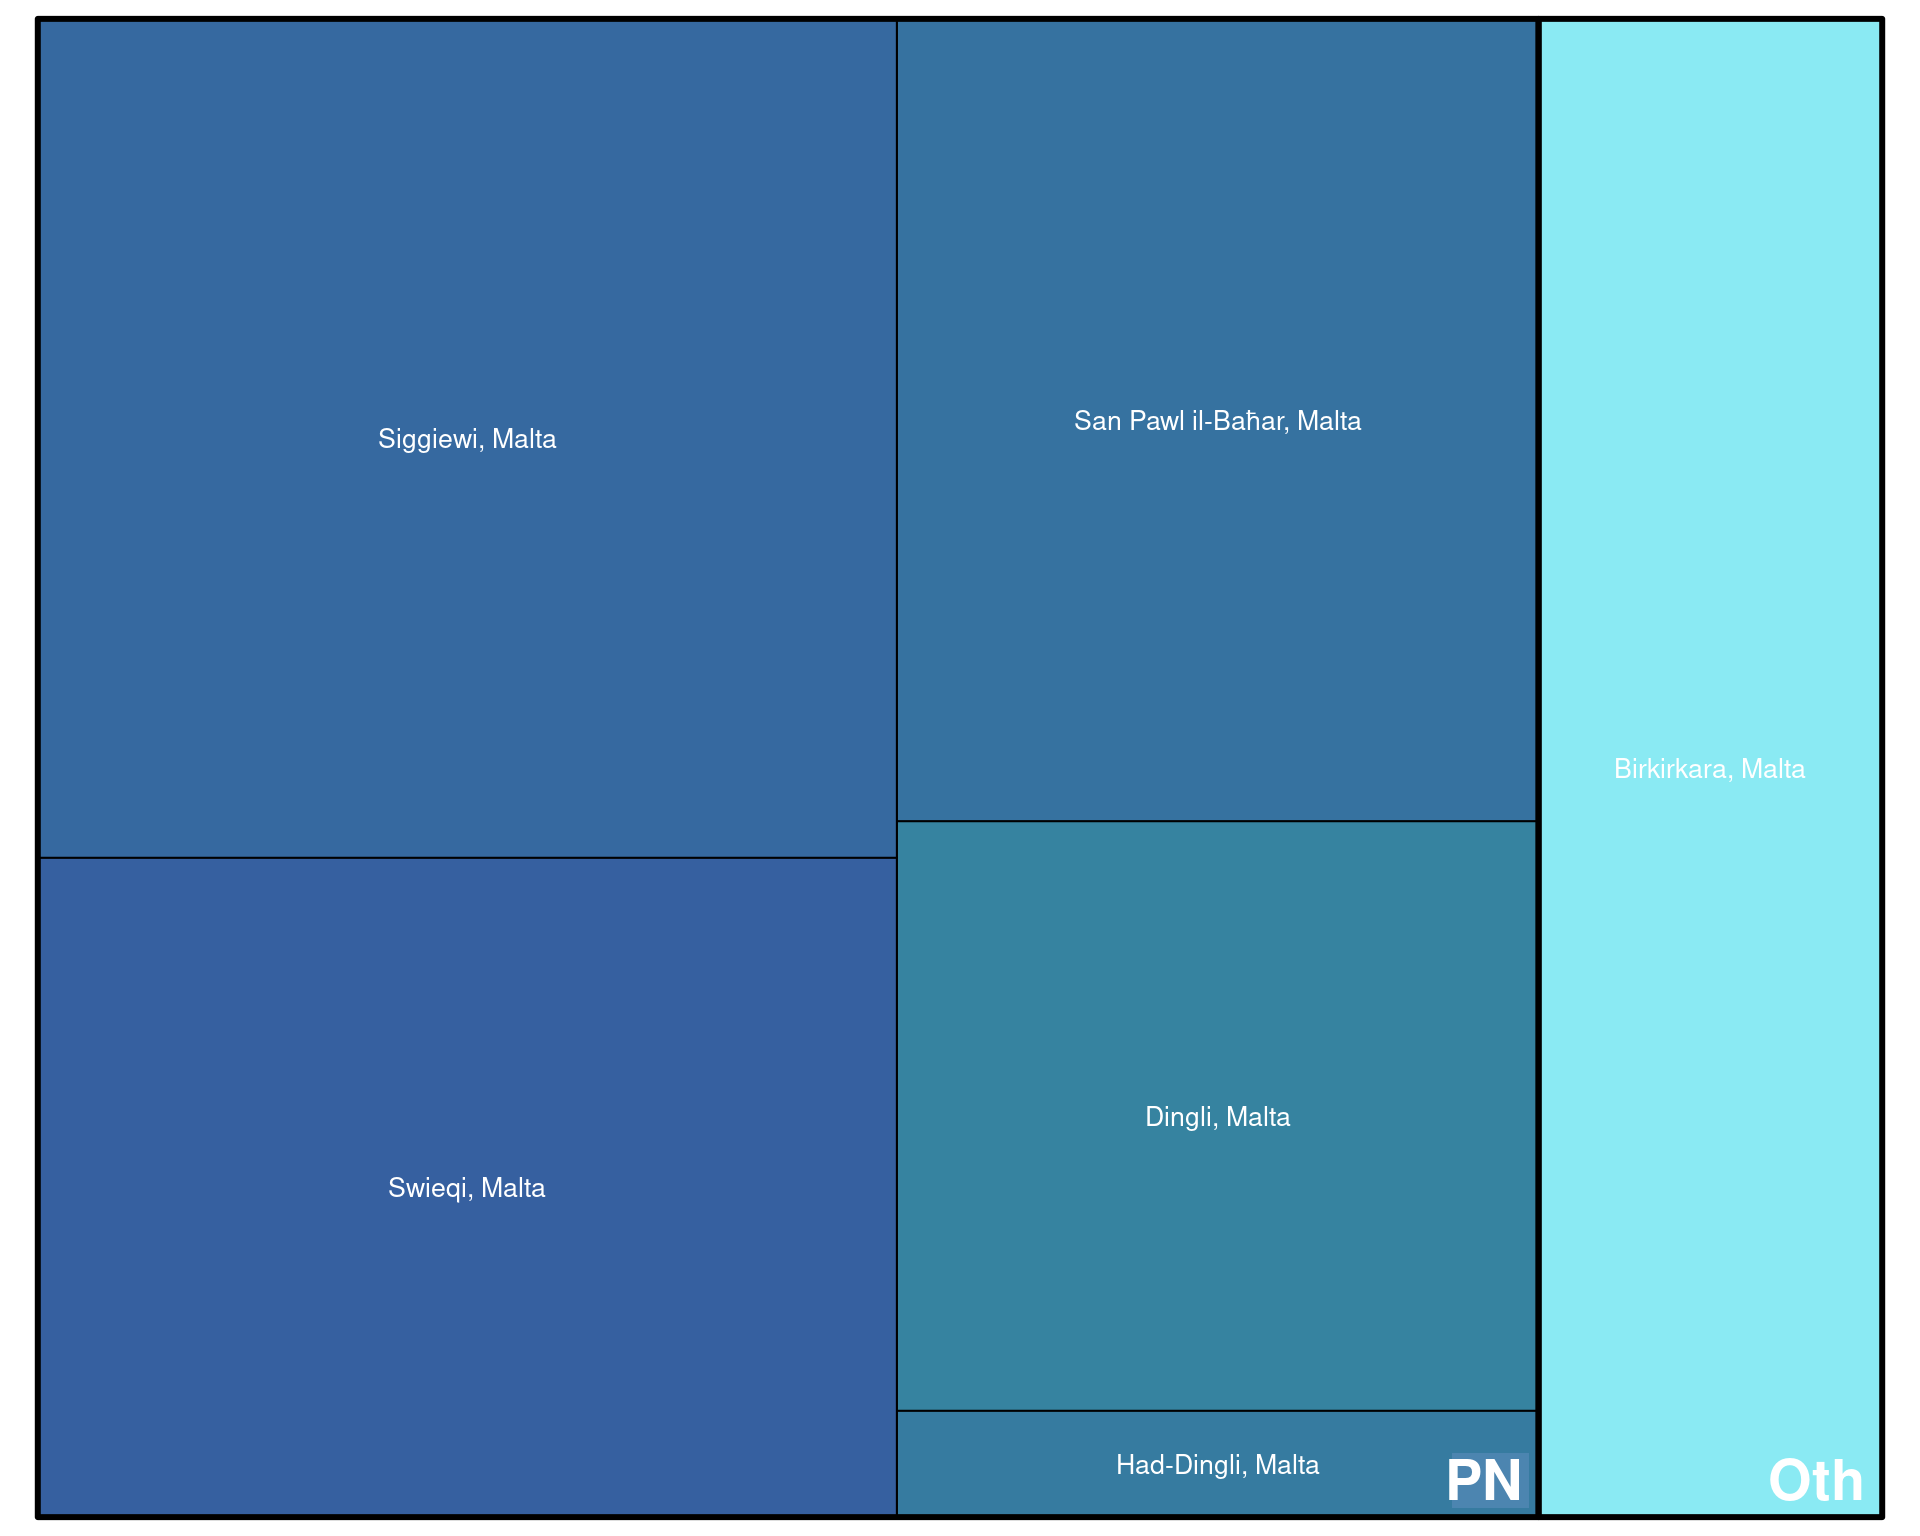 Siggiewi, Malta
San Pawl il-Baħar, Malta
Birkirkara, Malta
Dingli, Malta
Swieqi, Malta
Had-Dingli, Malta
PN
Oth